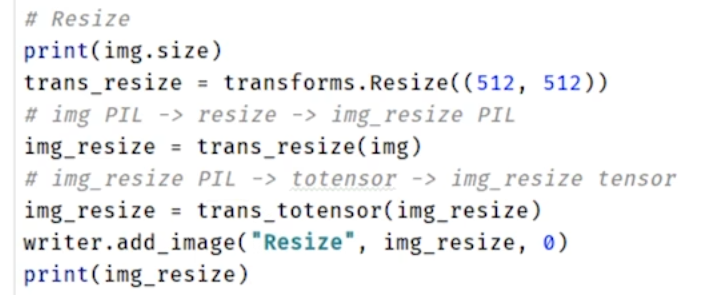 # Resize
print(img.size)
trans_resize = transforms.Resize((512, 512))
# img PIL -> resize -> img_resize PIL
img_resize = trans_resize(img)
# img_resize PIL -> totensor -> img_resize tensor
img_resize = trans_totensor(img_resize)
writer.add_image("Resize", img_resize, 0)
print(img_resize)